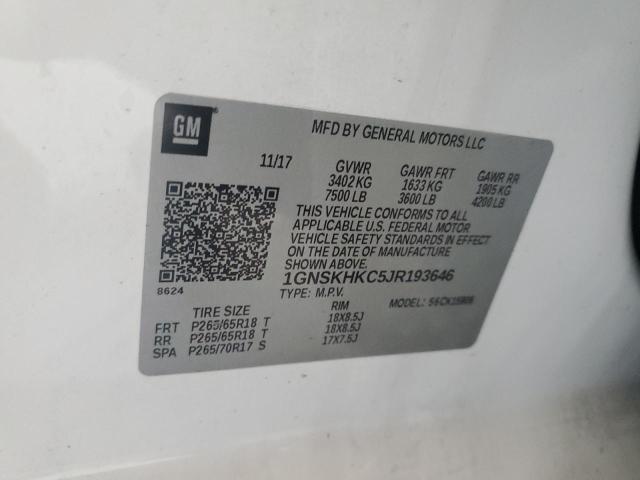 GM
MFD BY GENERAL MOTORS LLC
11/17 GVWR GAWR FRT GAWR RR
3402 KG 1633 KG 1905 KG
7500 LB 3600 LB 4200 LB
THIS VEHICLE CONFORMS TO ALL
APPLICABLE U.S. FEDERAL MOTOR
VEHICLE SAFETY STANDARDS IN EFFECT
ON THE DATE OF MANUFACTURE
SHOWN ABOVE.
1GNSKHKC5JR193646
8624
TYPE: M.P.V. MODEL:
TIRE SIZE RIM
FRT P265/65R18 T 18X8.5J
RR P265/65R18 T 18X8.5J
SPA P265/70R17 S 17X7.5J